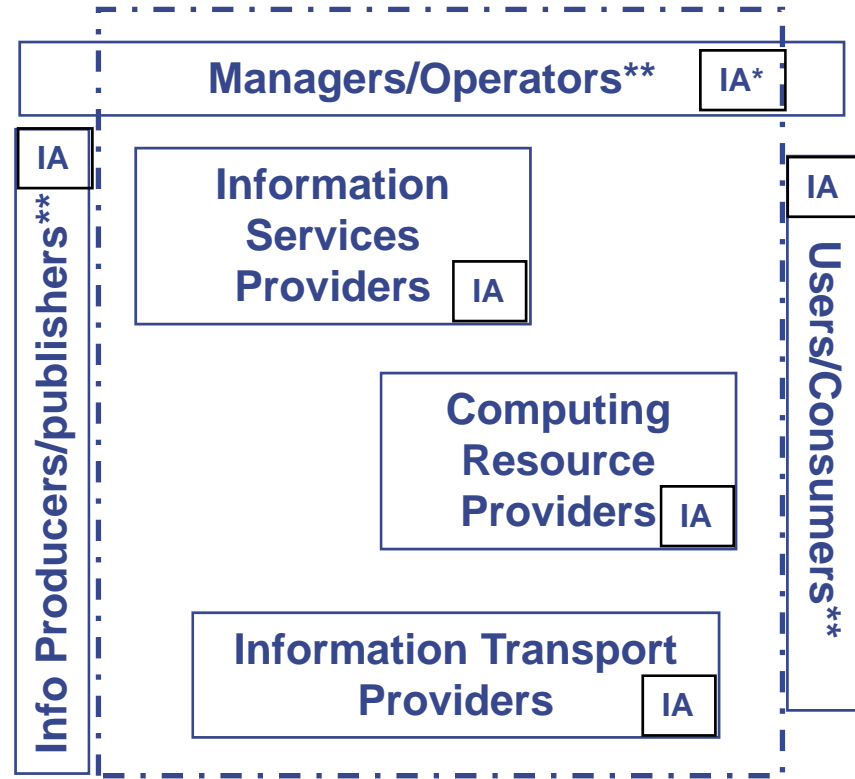 Managers/Operators**
IA*
IA
Info Producers/publishers**
Information
Services
Providers
IA
Computing
Resource
Providers
IA
Information Transport
Providers
IA
IA
Users/Consumers**